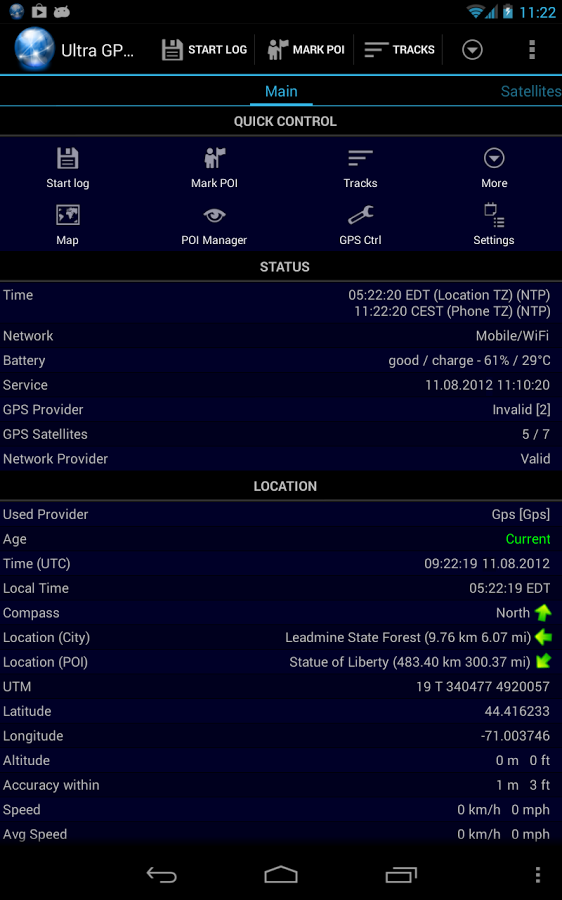 11:22
Ultra GP...
START LOG
MARK POI
TRACKS
Main
Satellites
QUICK CONTROL
Start log
Mark POI
Tracks
More
Map
POI Manager
GPS Ctrl
Settings
STATUS
Time 05:22:20 EDT (Location TZ) (NTP)
11:22:20 CEST (Phone TZ) (NTP)
Network Mobile/WiFi
Battery good / charge - 61% / 29°C
Service 11.08.2012 11:10:20
GPS Provider Invalid [2]
GPS Satellites 5 / 7
Network Provider Valid
LOCATION
Used Provider Gps [Gps]
Age Current
Time (UTC) 09:22:19 11.08.2012
Local Time 05:22:19 EDT
Compass North
Location (City) Leadmine State Forest (9.76 km 6.07 mi)
Location (POI) Statue of Liberty (483.40 km 300.37 mi)
UTM 19 T 340477 4920057
Latitude 44.416233
Longitude -71.003746
Altitude 0 m 0 ft
Accuracy within 1 m 3 ft
Speed 0 km/h 0 mph
Avg Speed 0 km/h 0 mph